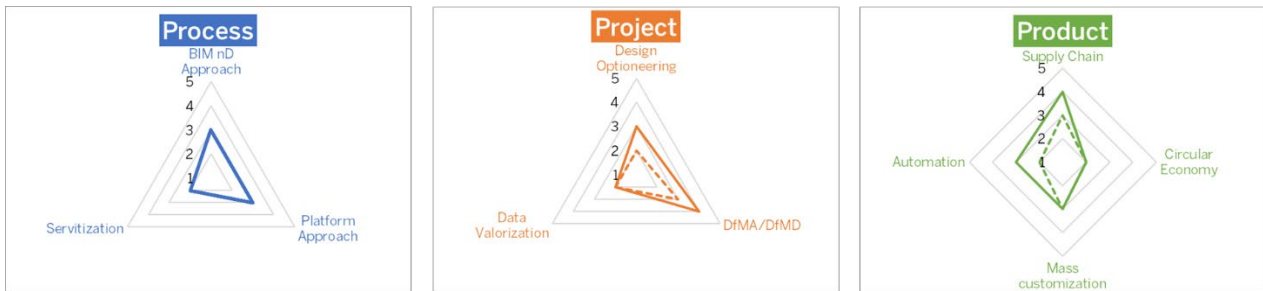 Process
BIM nD
Approach
5
4
3
2
1
Servitization
Platform
Approach
Project
Design
Optioneering
5
4
3
2
1
Data
Valorization
DfMA/DfMD
Product
Supply Chain
5
4
3
2
1
Automation
Circular
Economy
Mass
customization